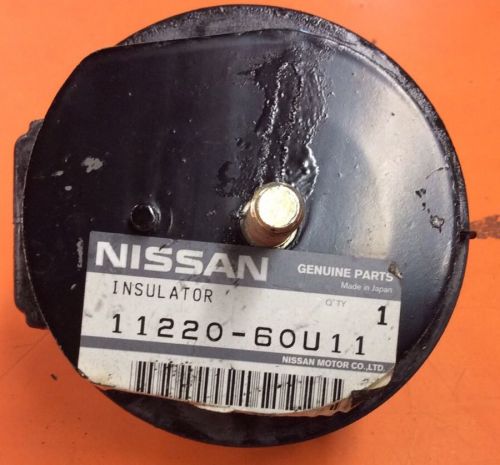 NISSAN GENUINE PARTS
Made in Japan
INSULATOR Q'TY 1
11220-60U11
NISSAN MOTOR CO.,LTD.